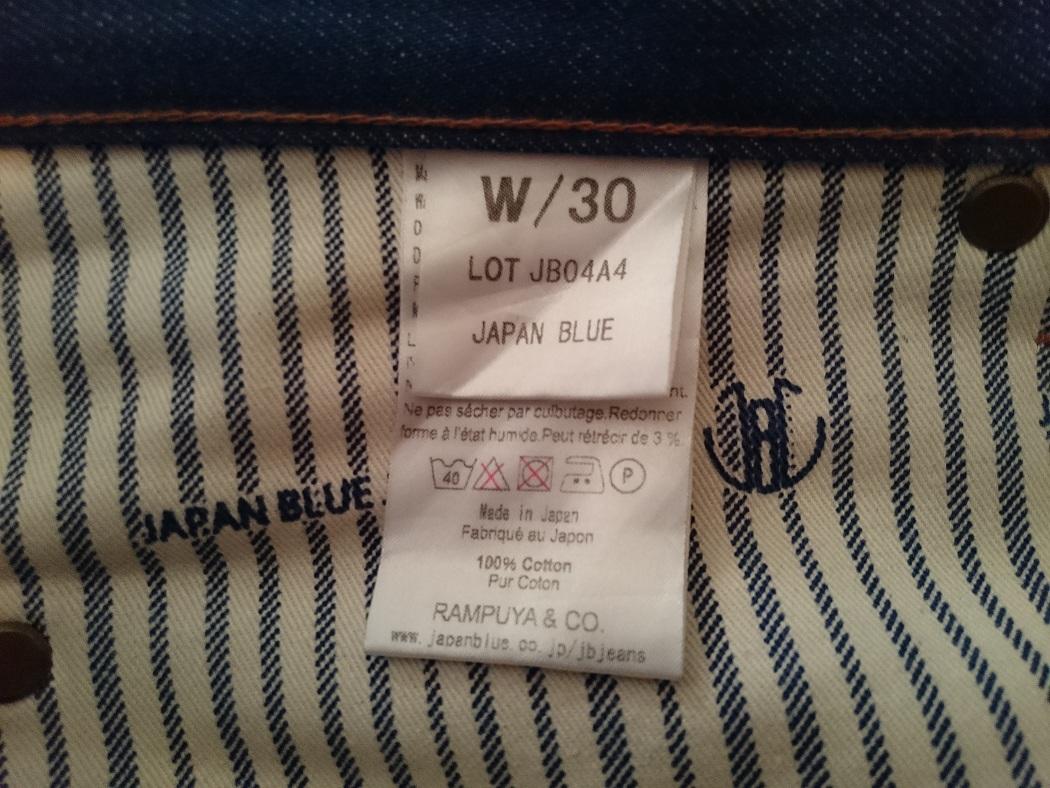 W/30
LOT JB04A4
JAPAN BLUE
nt.
Ne pas sécher par culbutage.Redonner
forme à l'état humide.Peut rétrécir de 3 %.
40
P
Made in Japan
Fabriqué au Japon
100% Cotton
Pur Coton
RAMPUYA & CO.
www.japanblue.co.jp/jbjeans
JAPAN BLUE